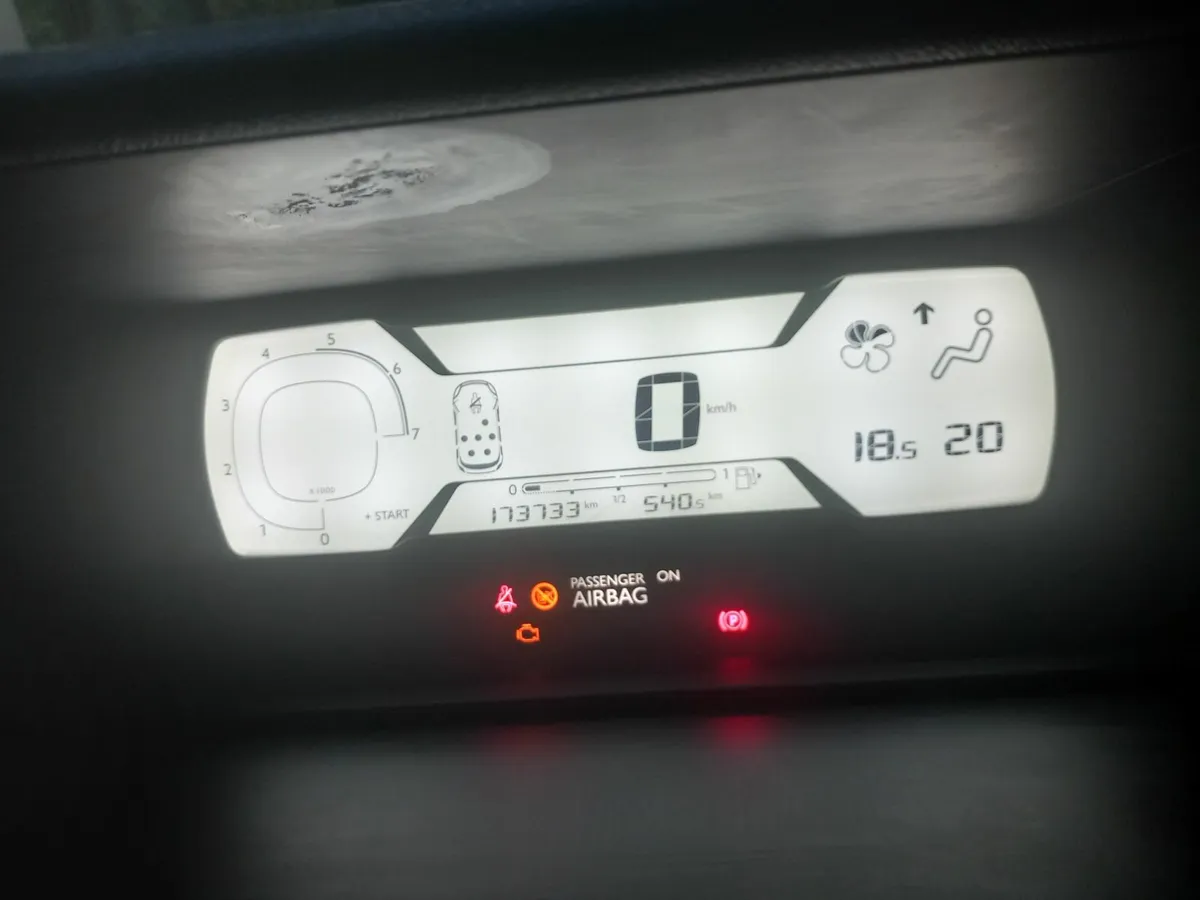 5
4
6
3
7
2
x 1000
+ START
1
0
0 km/h
18.5 20
0 1/2 1
173733 km 540.5 km
PASSENGER ON
AIRBAG
P